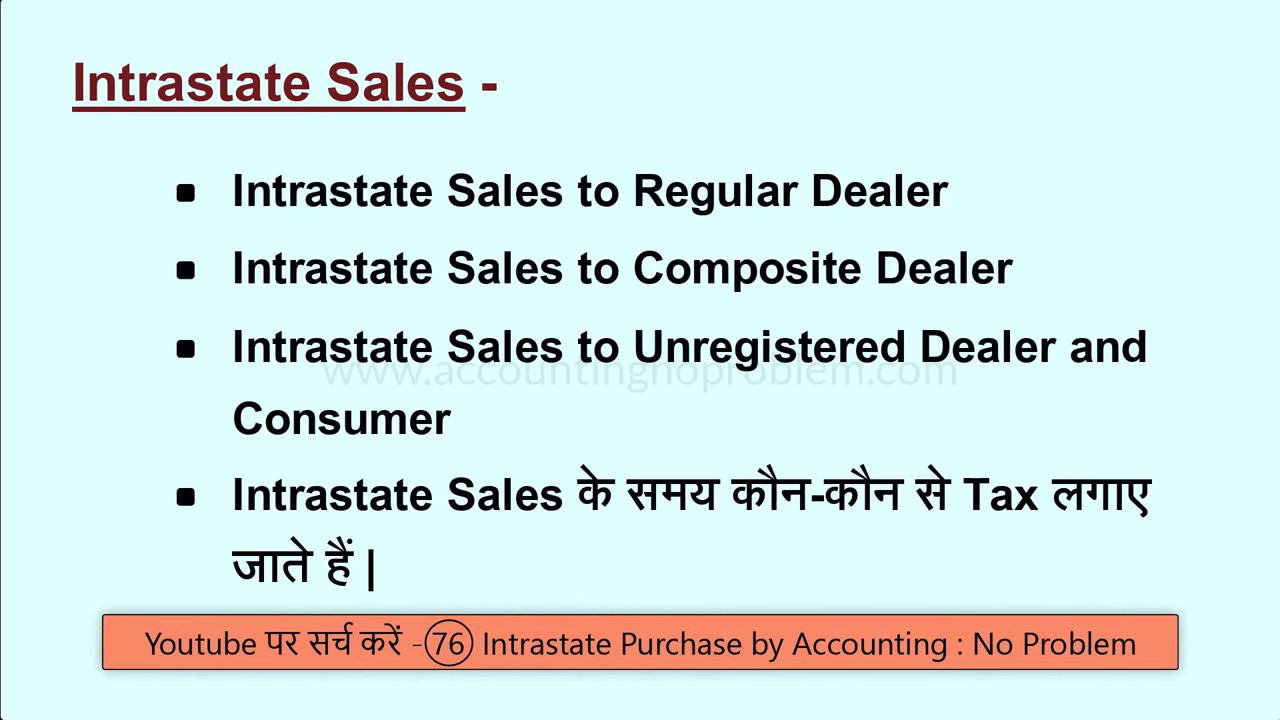 Intrastate Sales -
▪ Intrastate Sales to Regular Dealer
▪ Intrastate Sales to Composite Dealer
▪ Intrastate Sales to Unregistered Dealer and
www.accountingnoproblem.com
Consumer
▪ Intrastate Sales के समय कौन-कौन से Tax लगाए
जाते हैं |
Youtube पर सर्च करें - 76 Intrastate Purchase by Accounting : No Problem